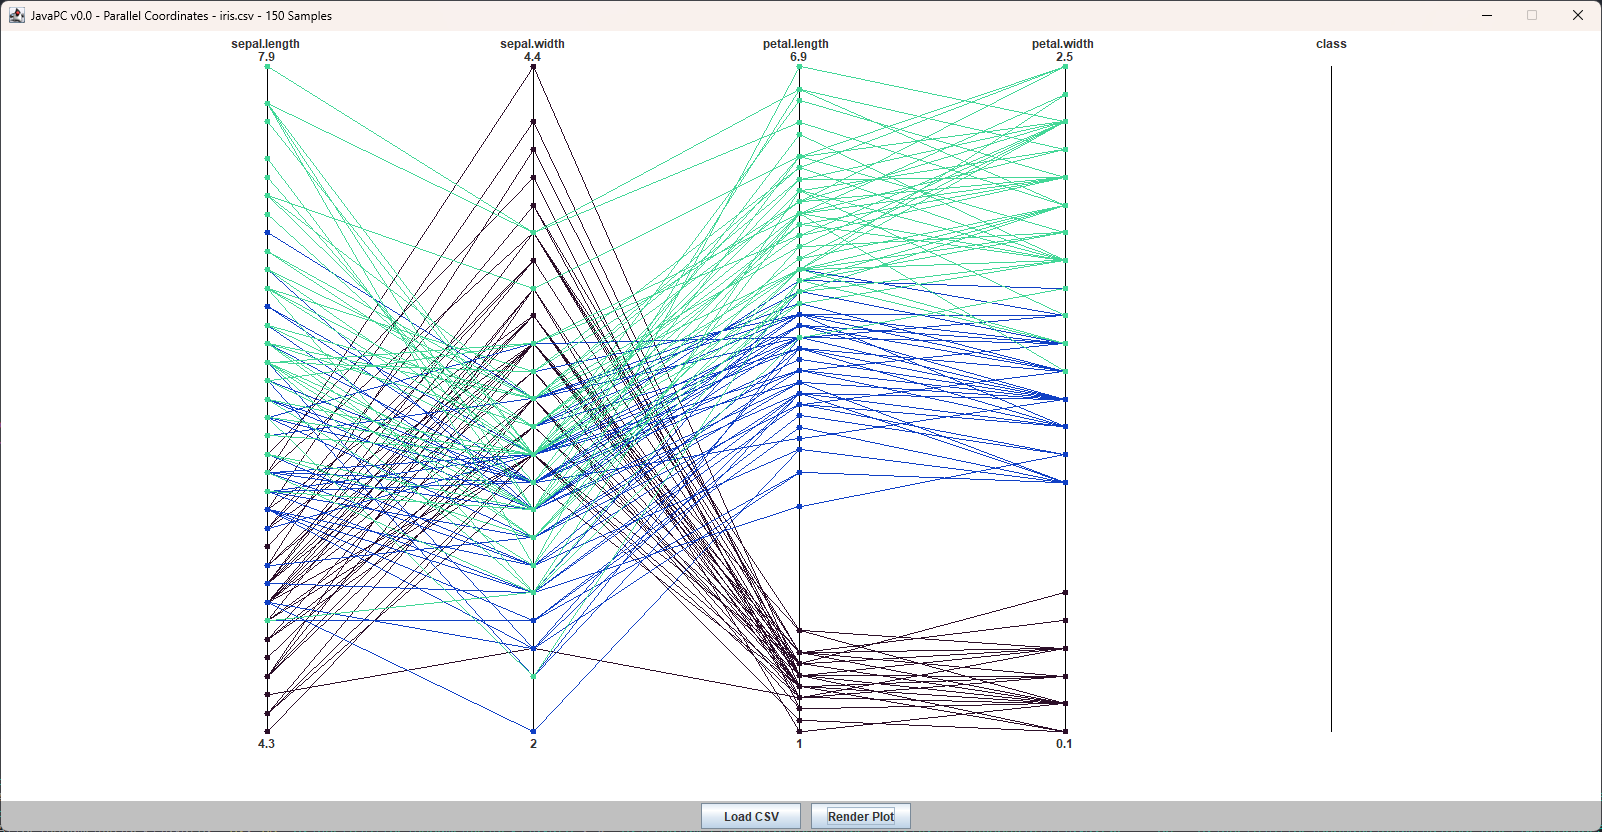 JavaPC v0.0 - Parallel Coordinates - iris.csv - 150 Samples
sepal.length sepal.width petal.length petal.width class
7.9 4.4 6.9 2.5
4.3 2 1 0.1
Load CSV Render Plot